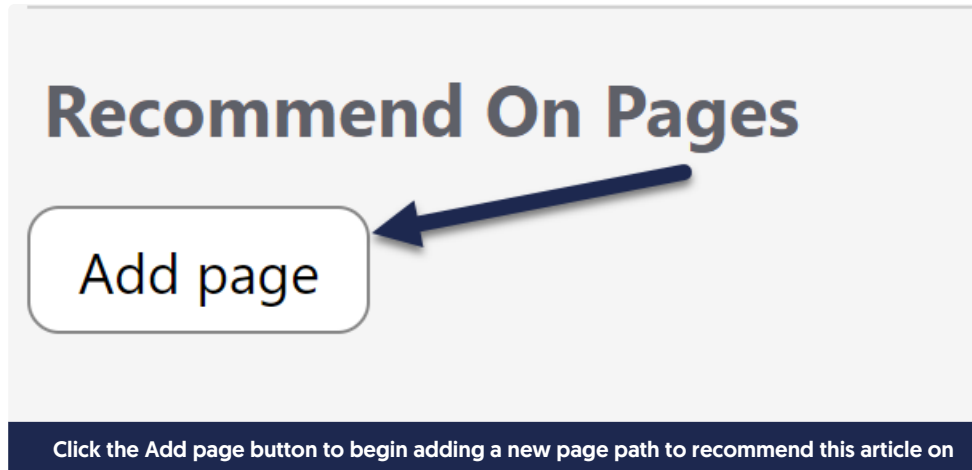 Recommend On Pages
Add page
Click the Add page button to begin adding a new page path to recommend this article on